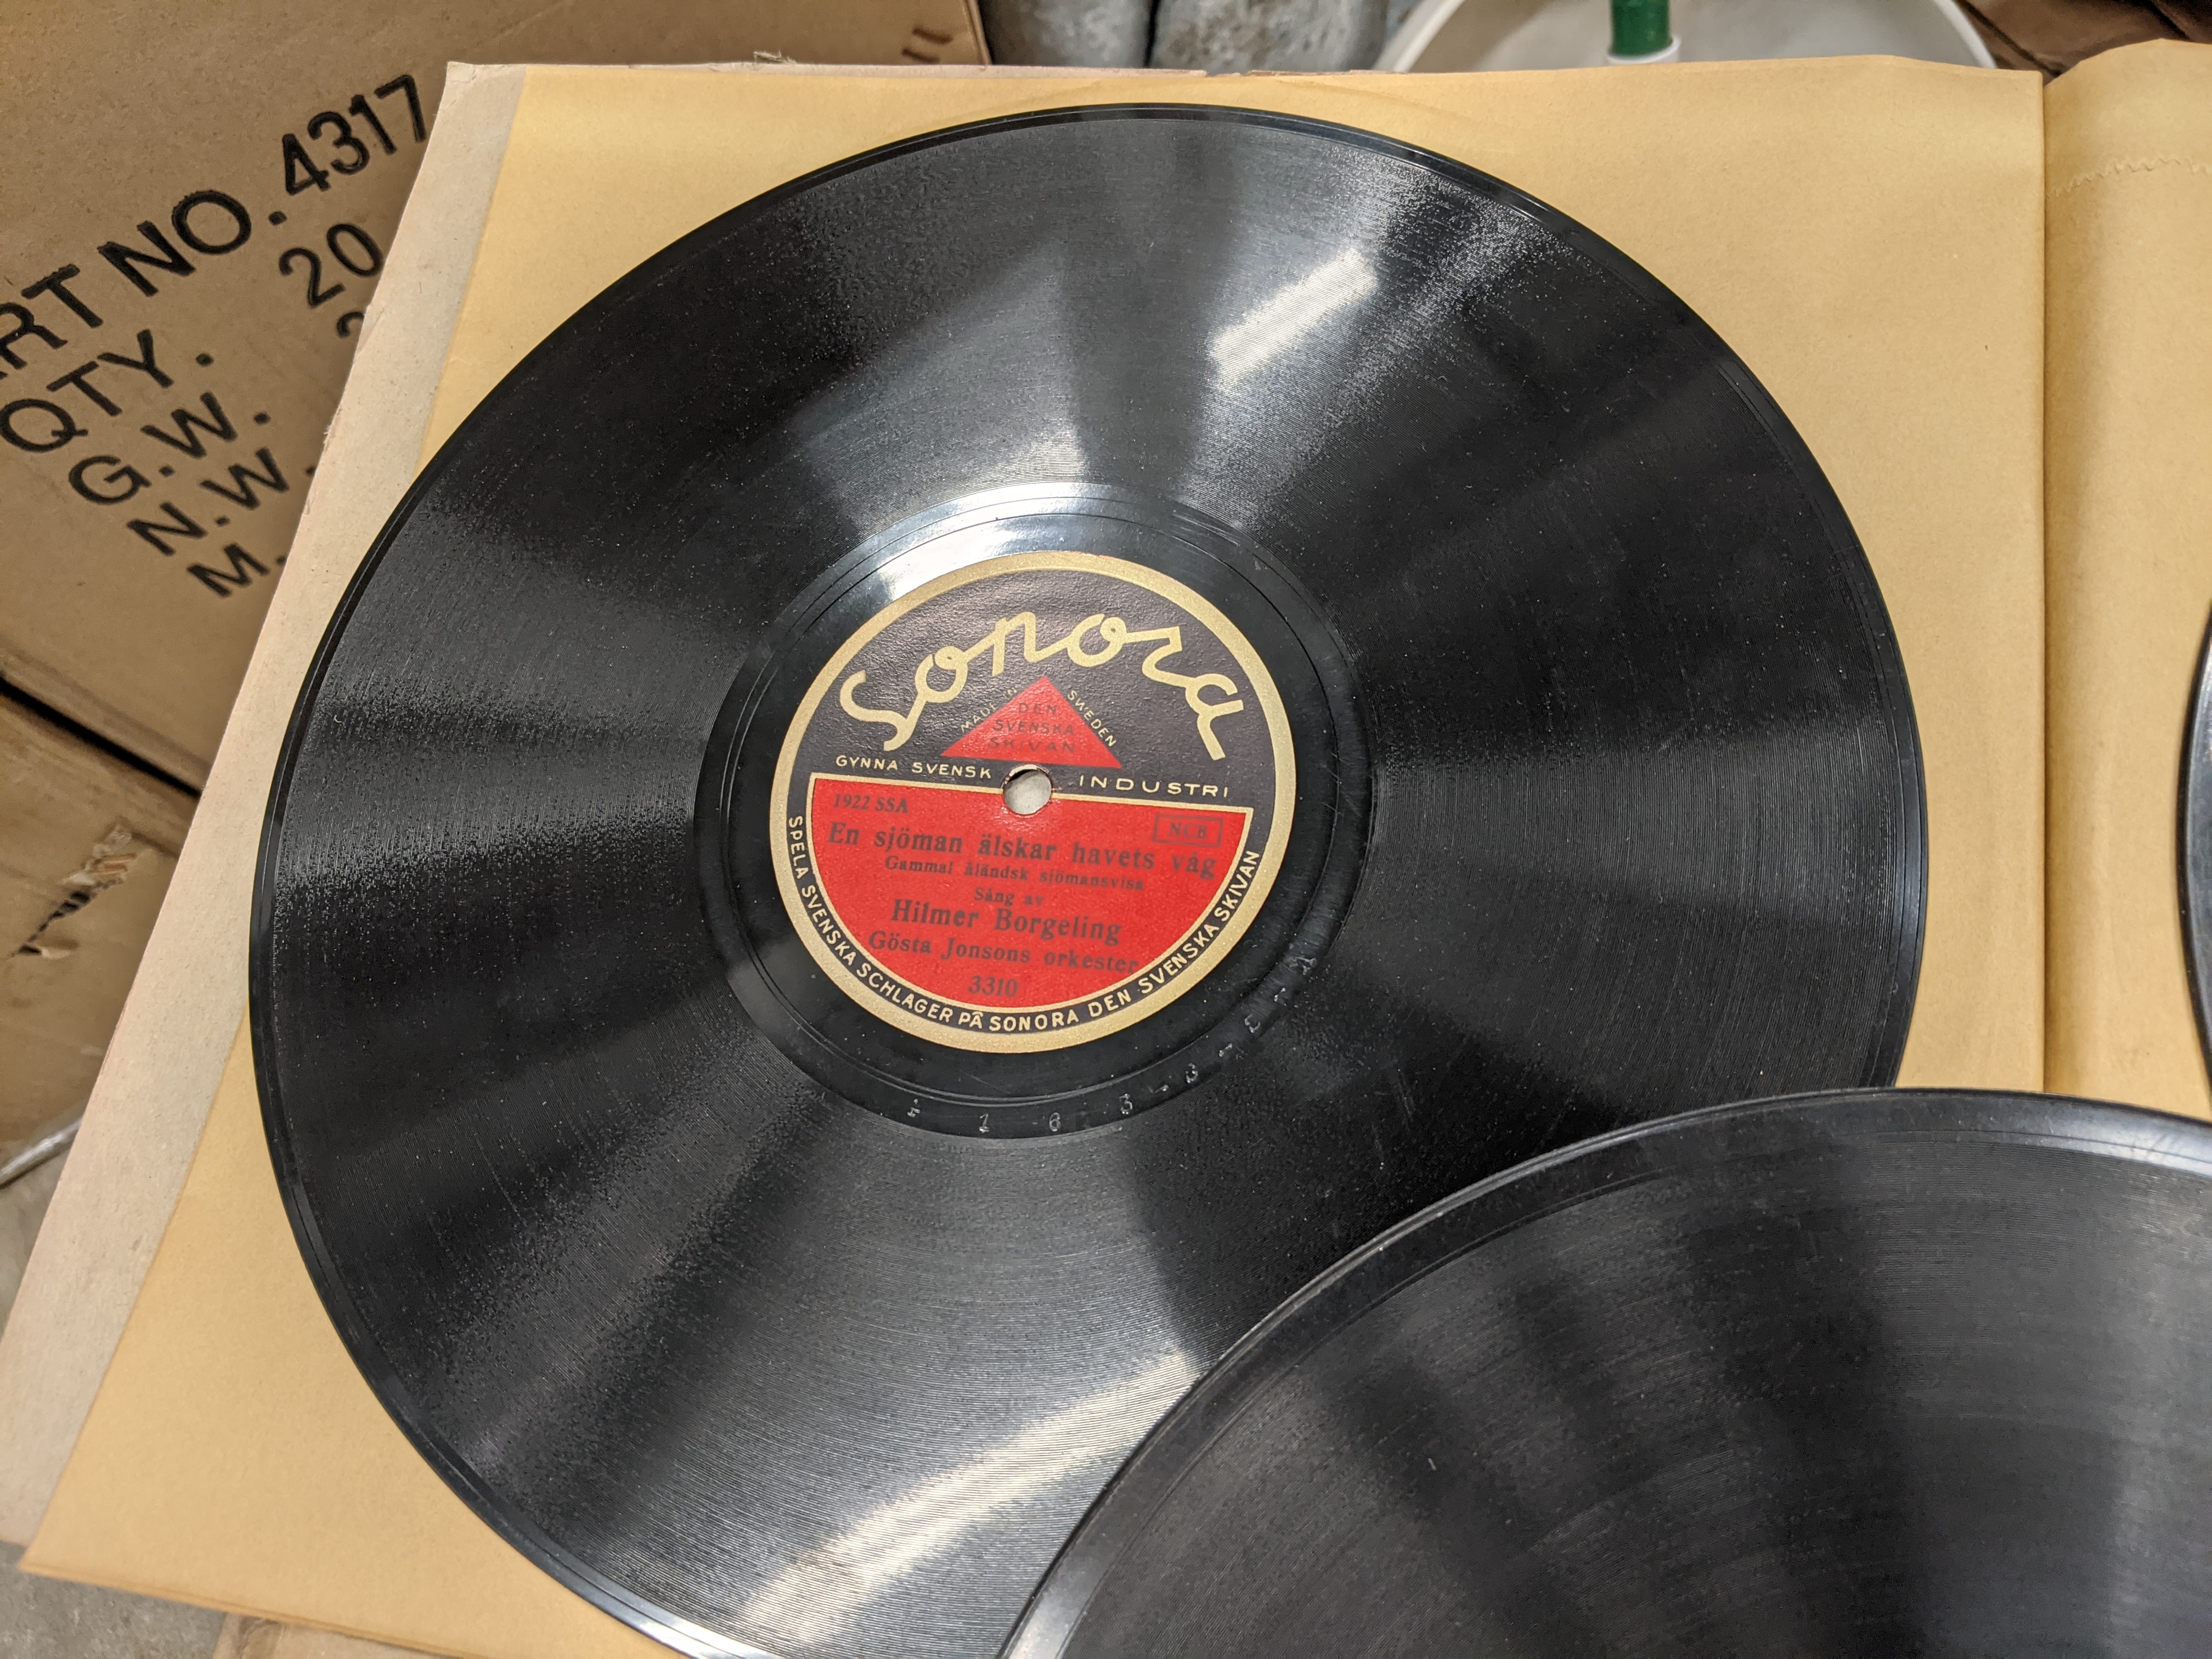 ART NO. 4317
QTY. 20
G.W.
N.W.
M.
Sonora
MADE IN SWEDEN
DEN
SVENSKA
SKIVAN
GYNNA SVENSK INDUSTRI
1922 SSA
NCB
En sjöman älskar havets våg
Gammal åländsk sjömansvisa
Sång av
Hilmer Borgeling
Gösta Jonsons orkester
3310
SPELA SVENSKA SCHLAGER PÅ SONORA DEN SVENSKA SKIVAN